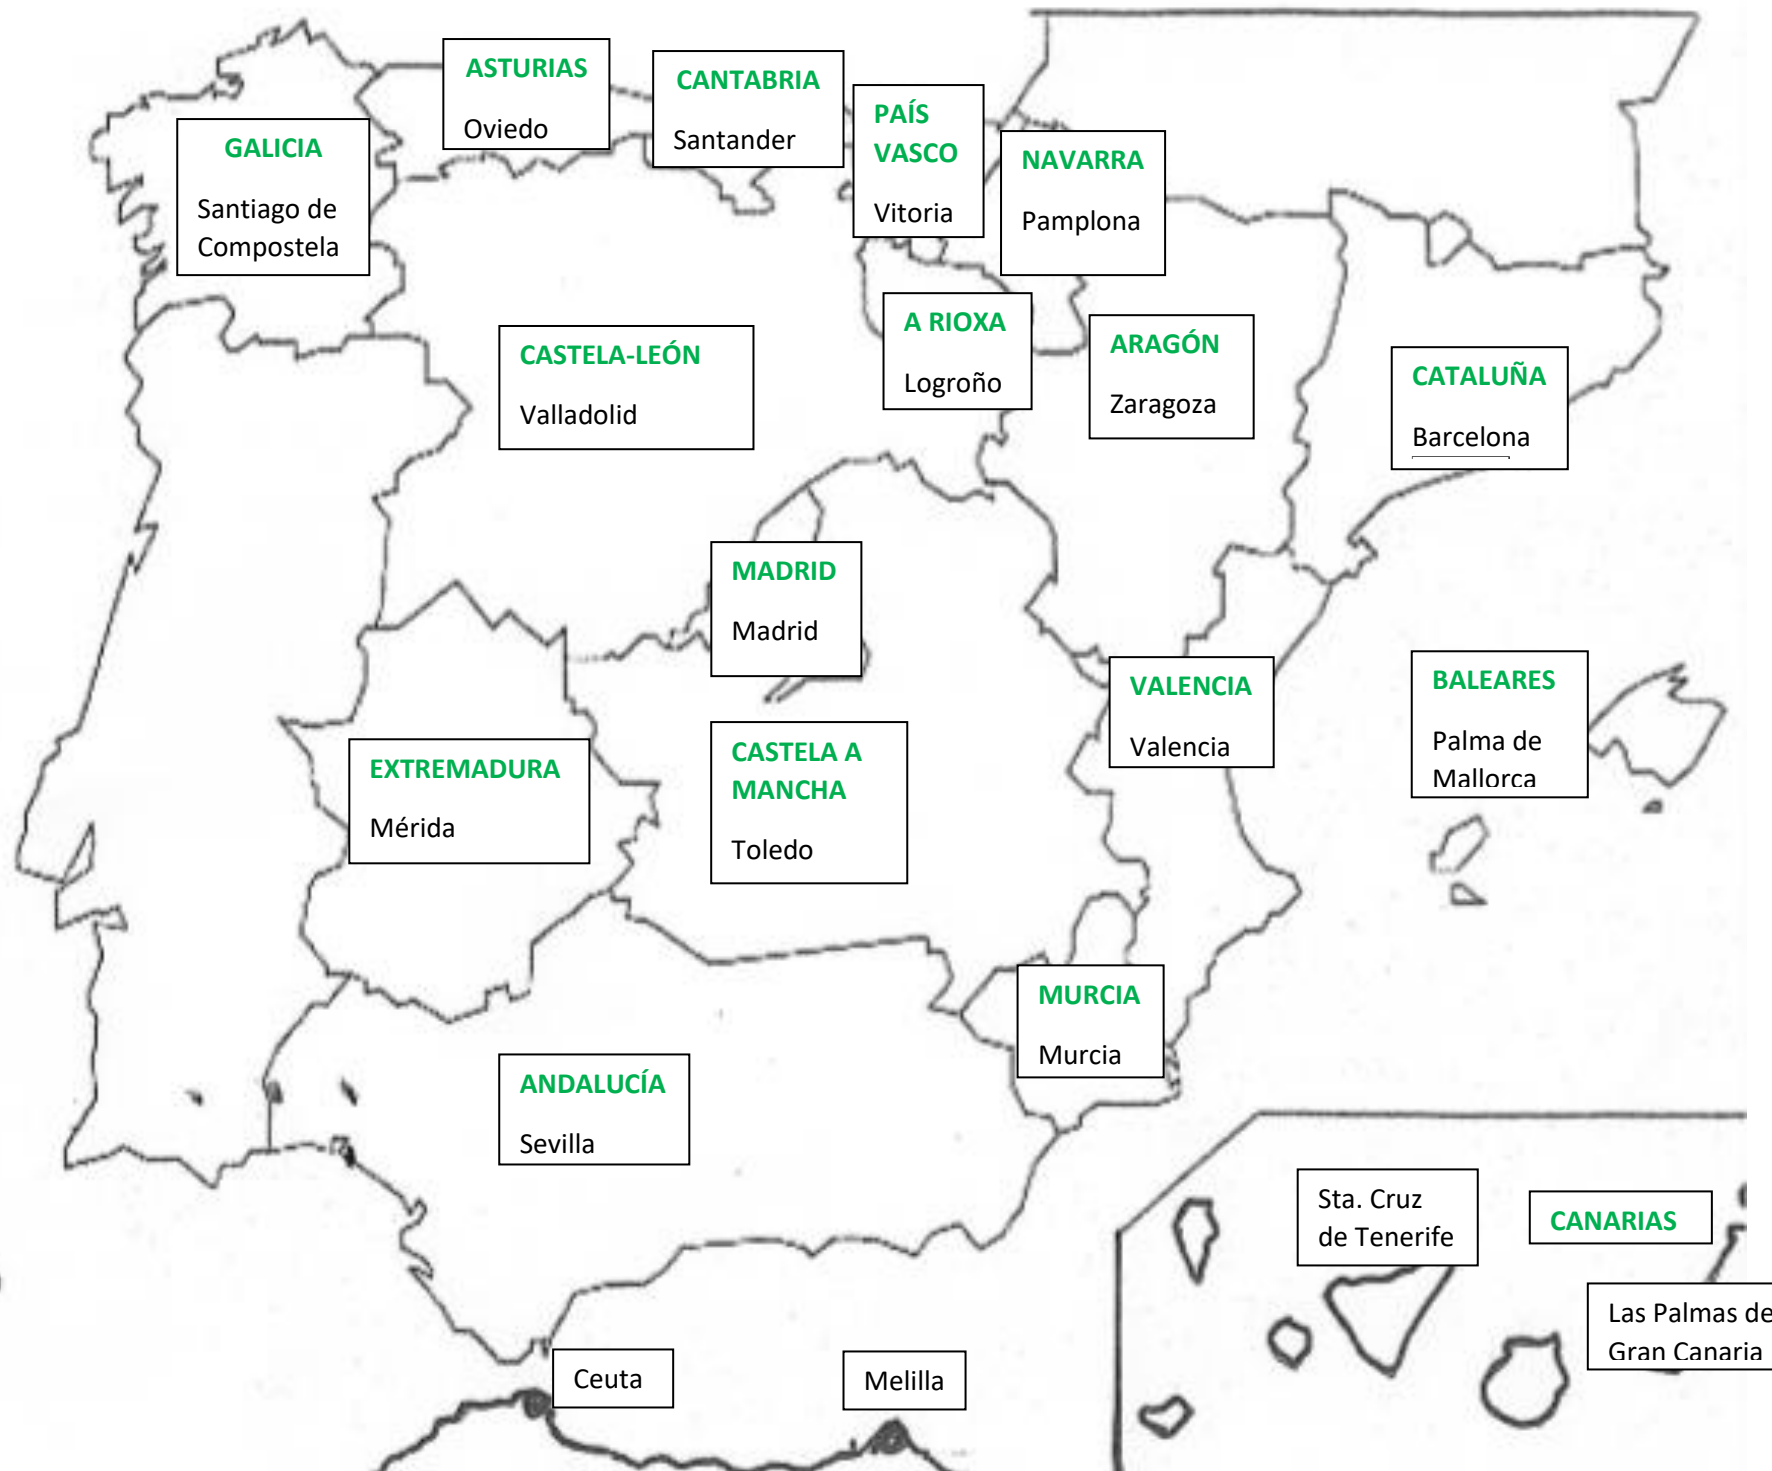 ASTURIAS
Oviedo
CANTABRIA
Santander
PAÍS
VASCO
Vitoria
NAVARRA
Pamplona
GALICIA
Santiago de
Compostela
CASTELA-LEÓN
Valladolid
A RIOXA
Logroño
ARAGÓN
Zaragoza
CATALUÑA
Barcelona
MADRID
Madrid
VALENCIA
Valencia
BALEARES
Palma de
Mallorca
EXTREMADURA
Mérida
CASTELA A
MANCHA
Toledo
MURCIA
Murcia
ANDALUCÍA
Sevilla
Sta. Cruz
de Tenerife
CANARIAS
Las Palmas de
Gran Canaria
Ceuta
Melilla